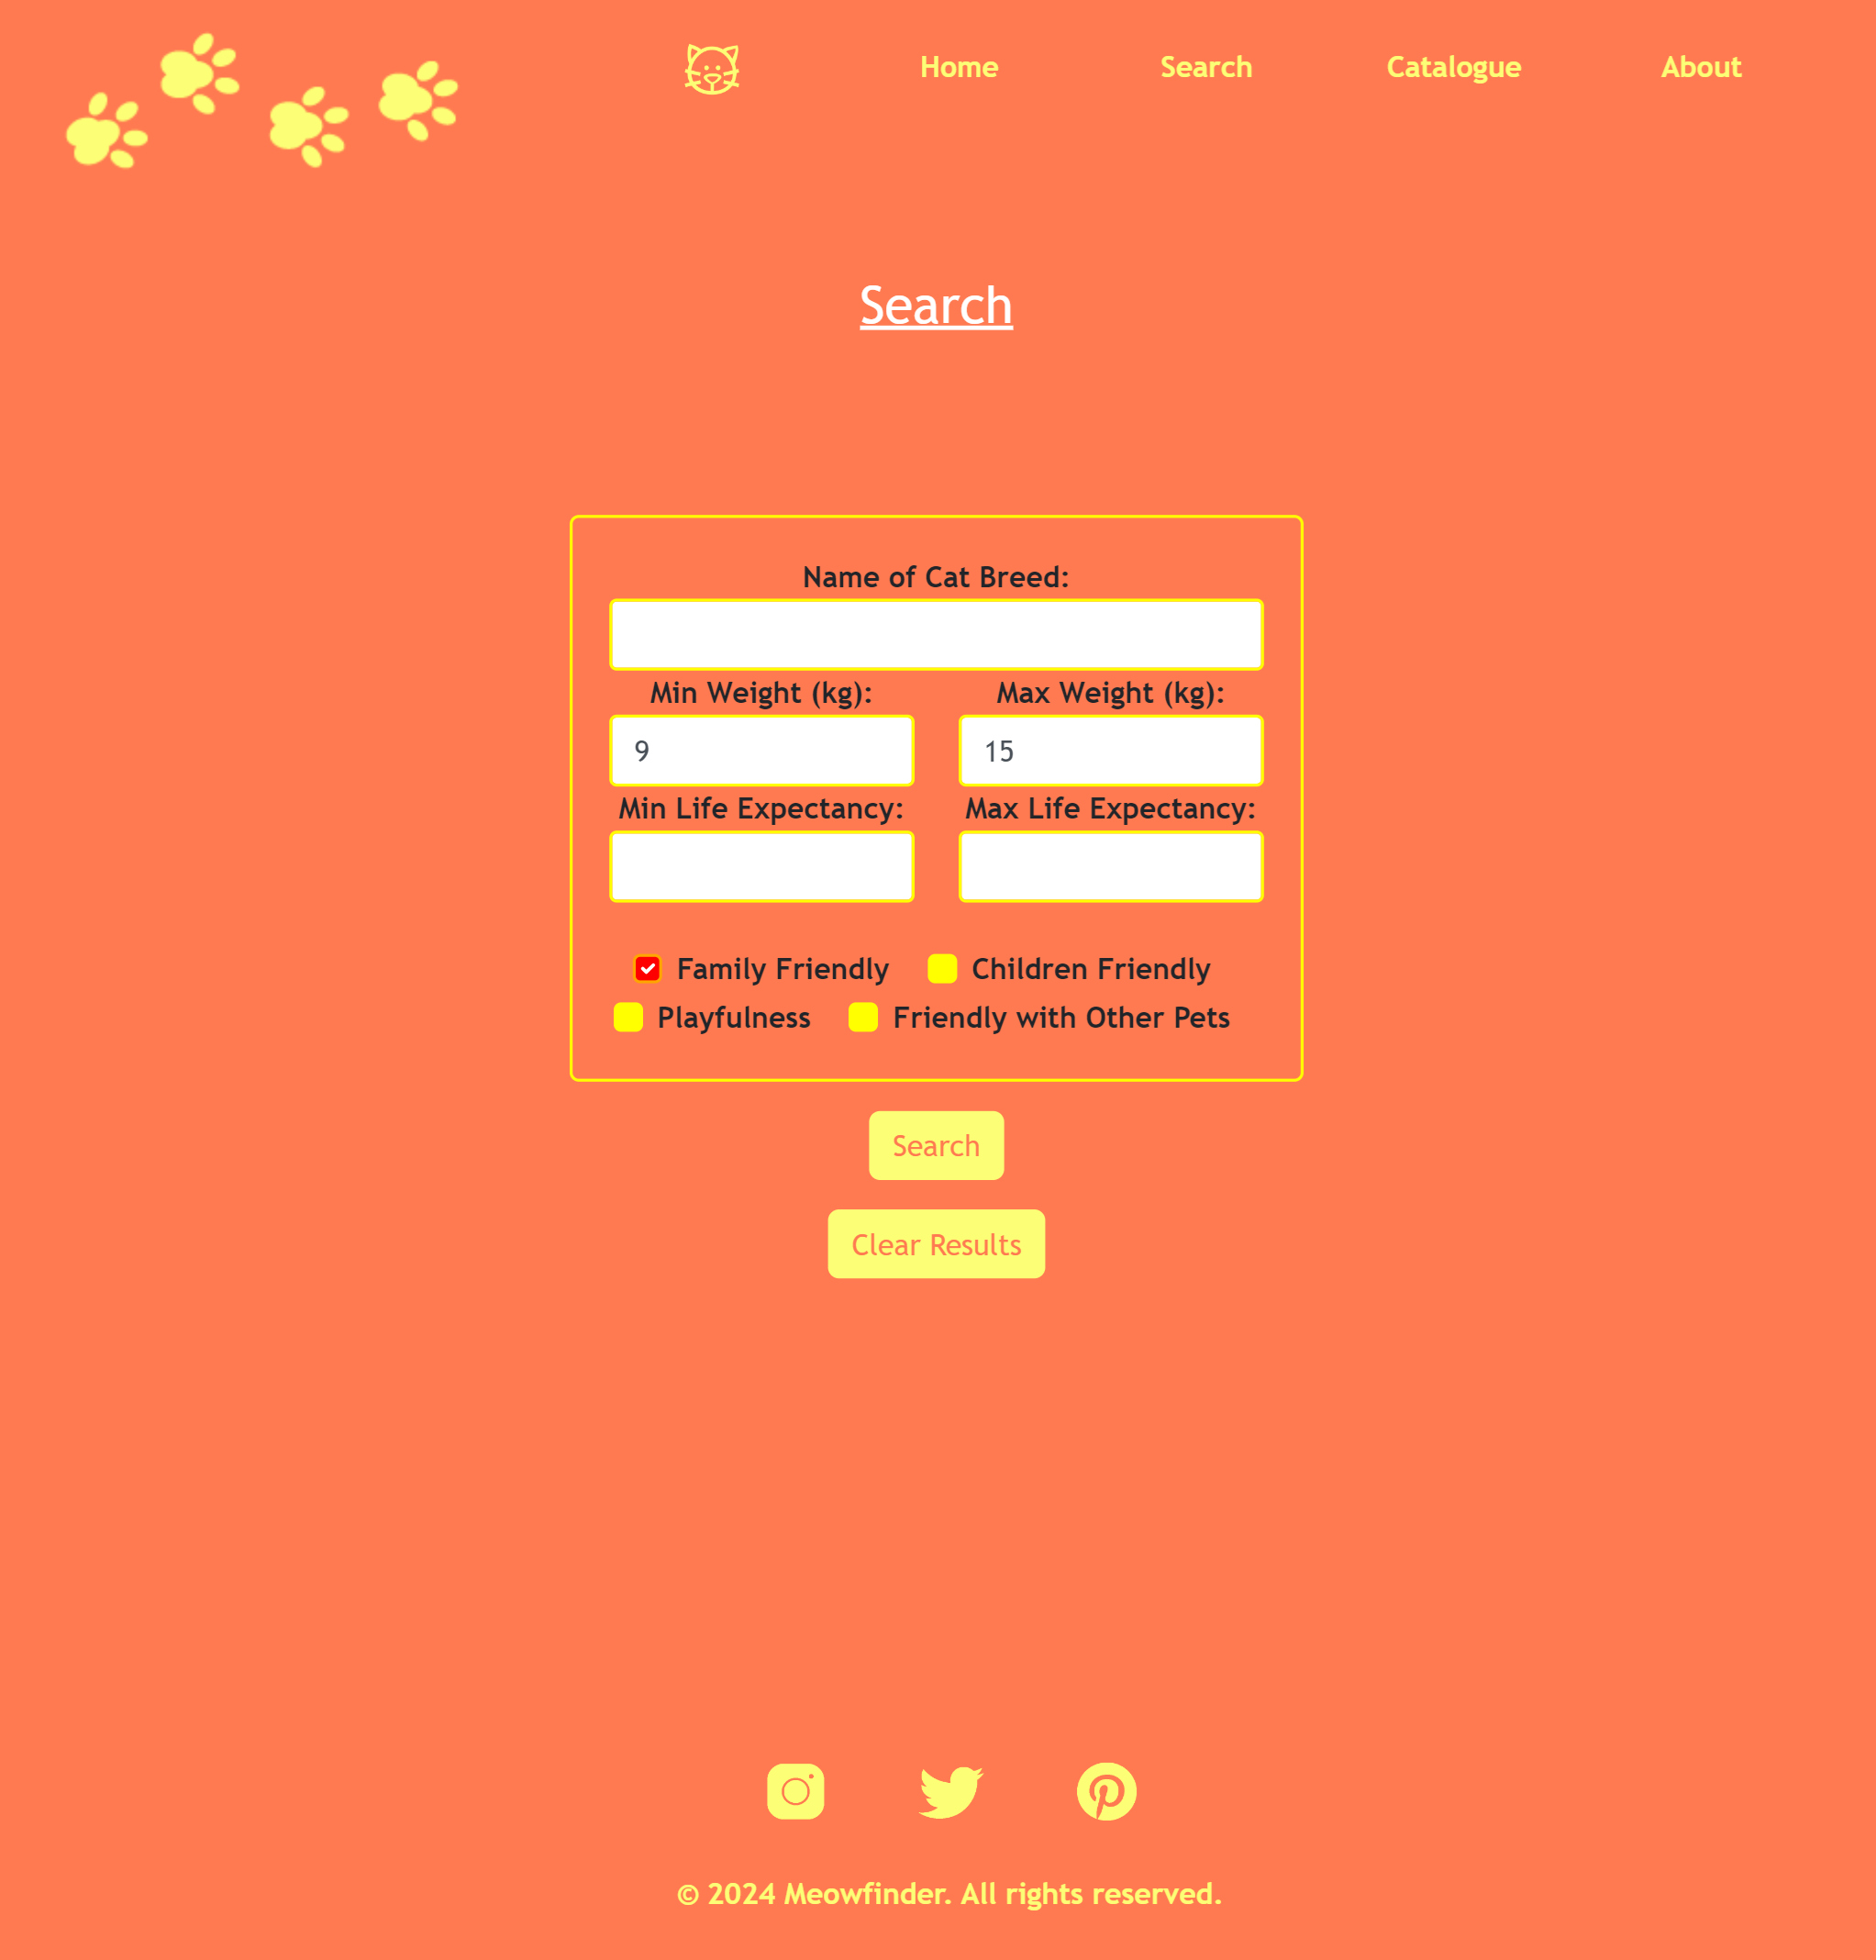 Home Search Catalogue About
Search
Name of Cat Breed:
Min Weight (kg): Max Weight (kg):
9 15
Min Life Expectancy: Max Life Expectancy:
Family Friendly Children Friendly
Playfulness Friendly with Other Pets
Search
Clear Results
© 2024 Meowfinder. All rights reserved.